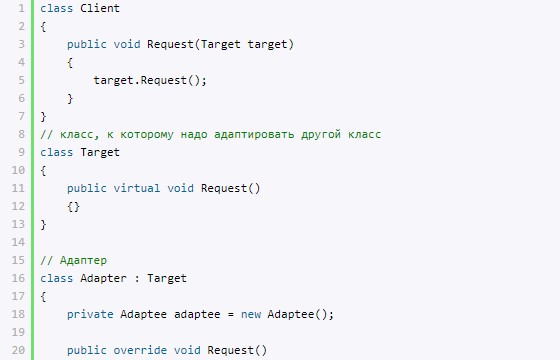 1 class Client
2 {
3     public void Request(Target target)
4     {
5         target.Request();
6     }
7 }
8 // класс, к которому надо адаптировать другой класс
9 class Target
10 {
11     public virtual void Request()
12     {}
13 }
14
15 // Адаптер
16 class Adapter : Target
17 {
18     private Adaptee adaptee = new Adaptee();
19
20     public override void Request()